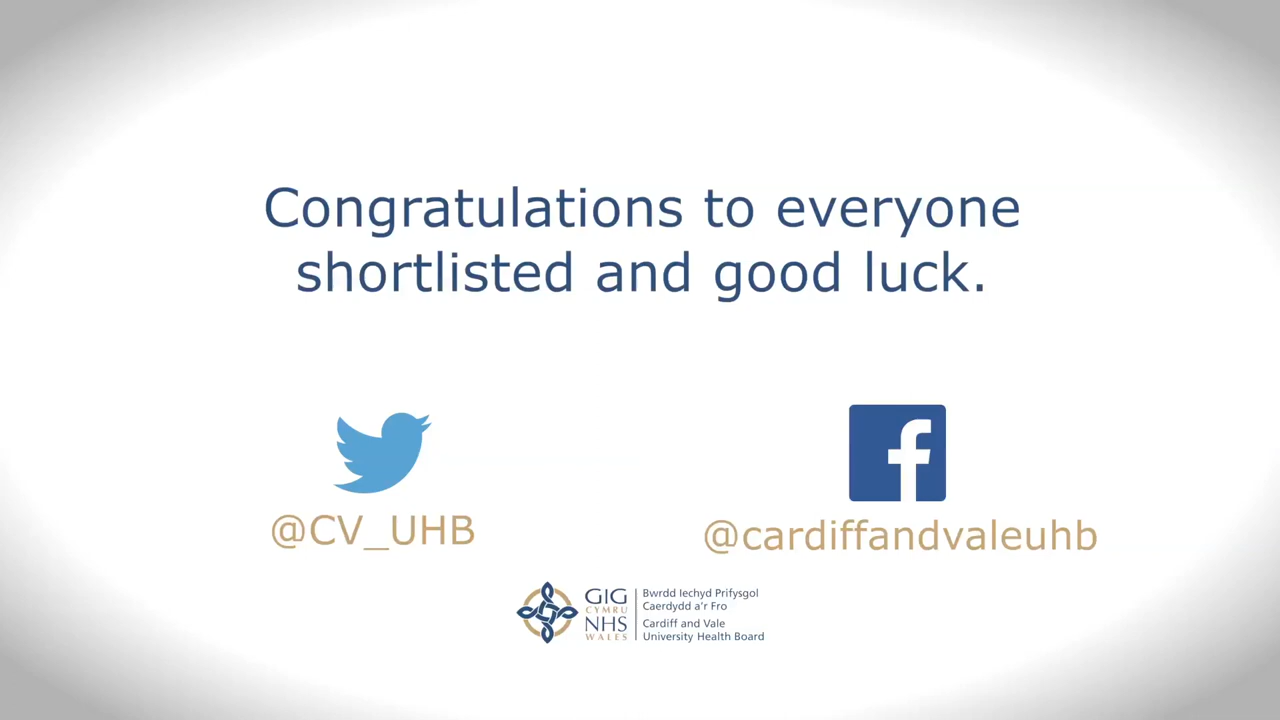 Congratulations to everyone
shortlisted and good luck.
@CV_UHB
@cardiffandvaleuhb
GIG
CYMRU
NHS
WALES
Bwrdd Iechyd Prifysgol
Caerdydd a'r Fro
Cardiff and Vale
University Health Board